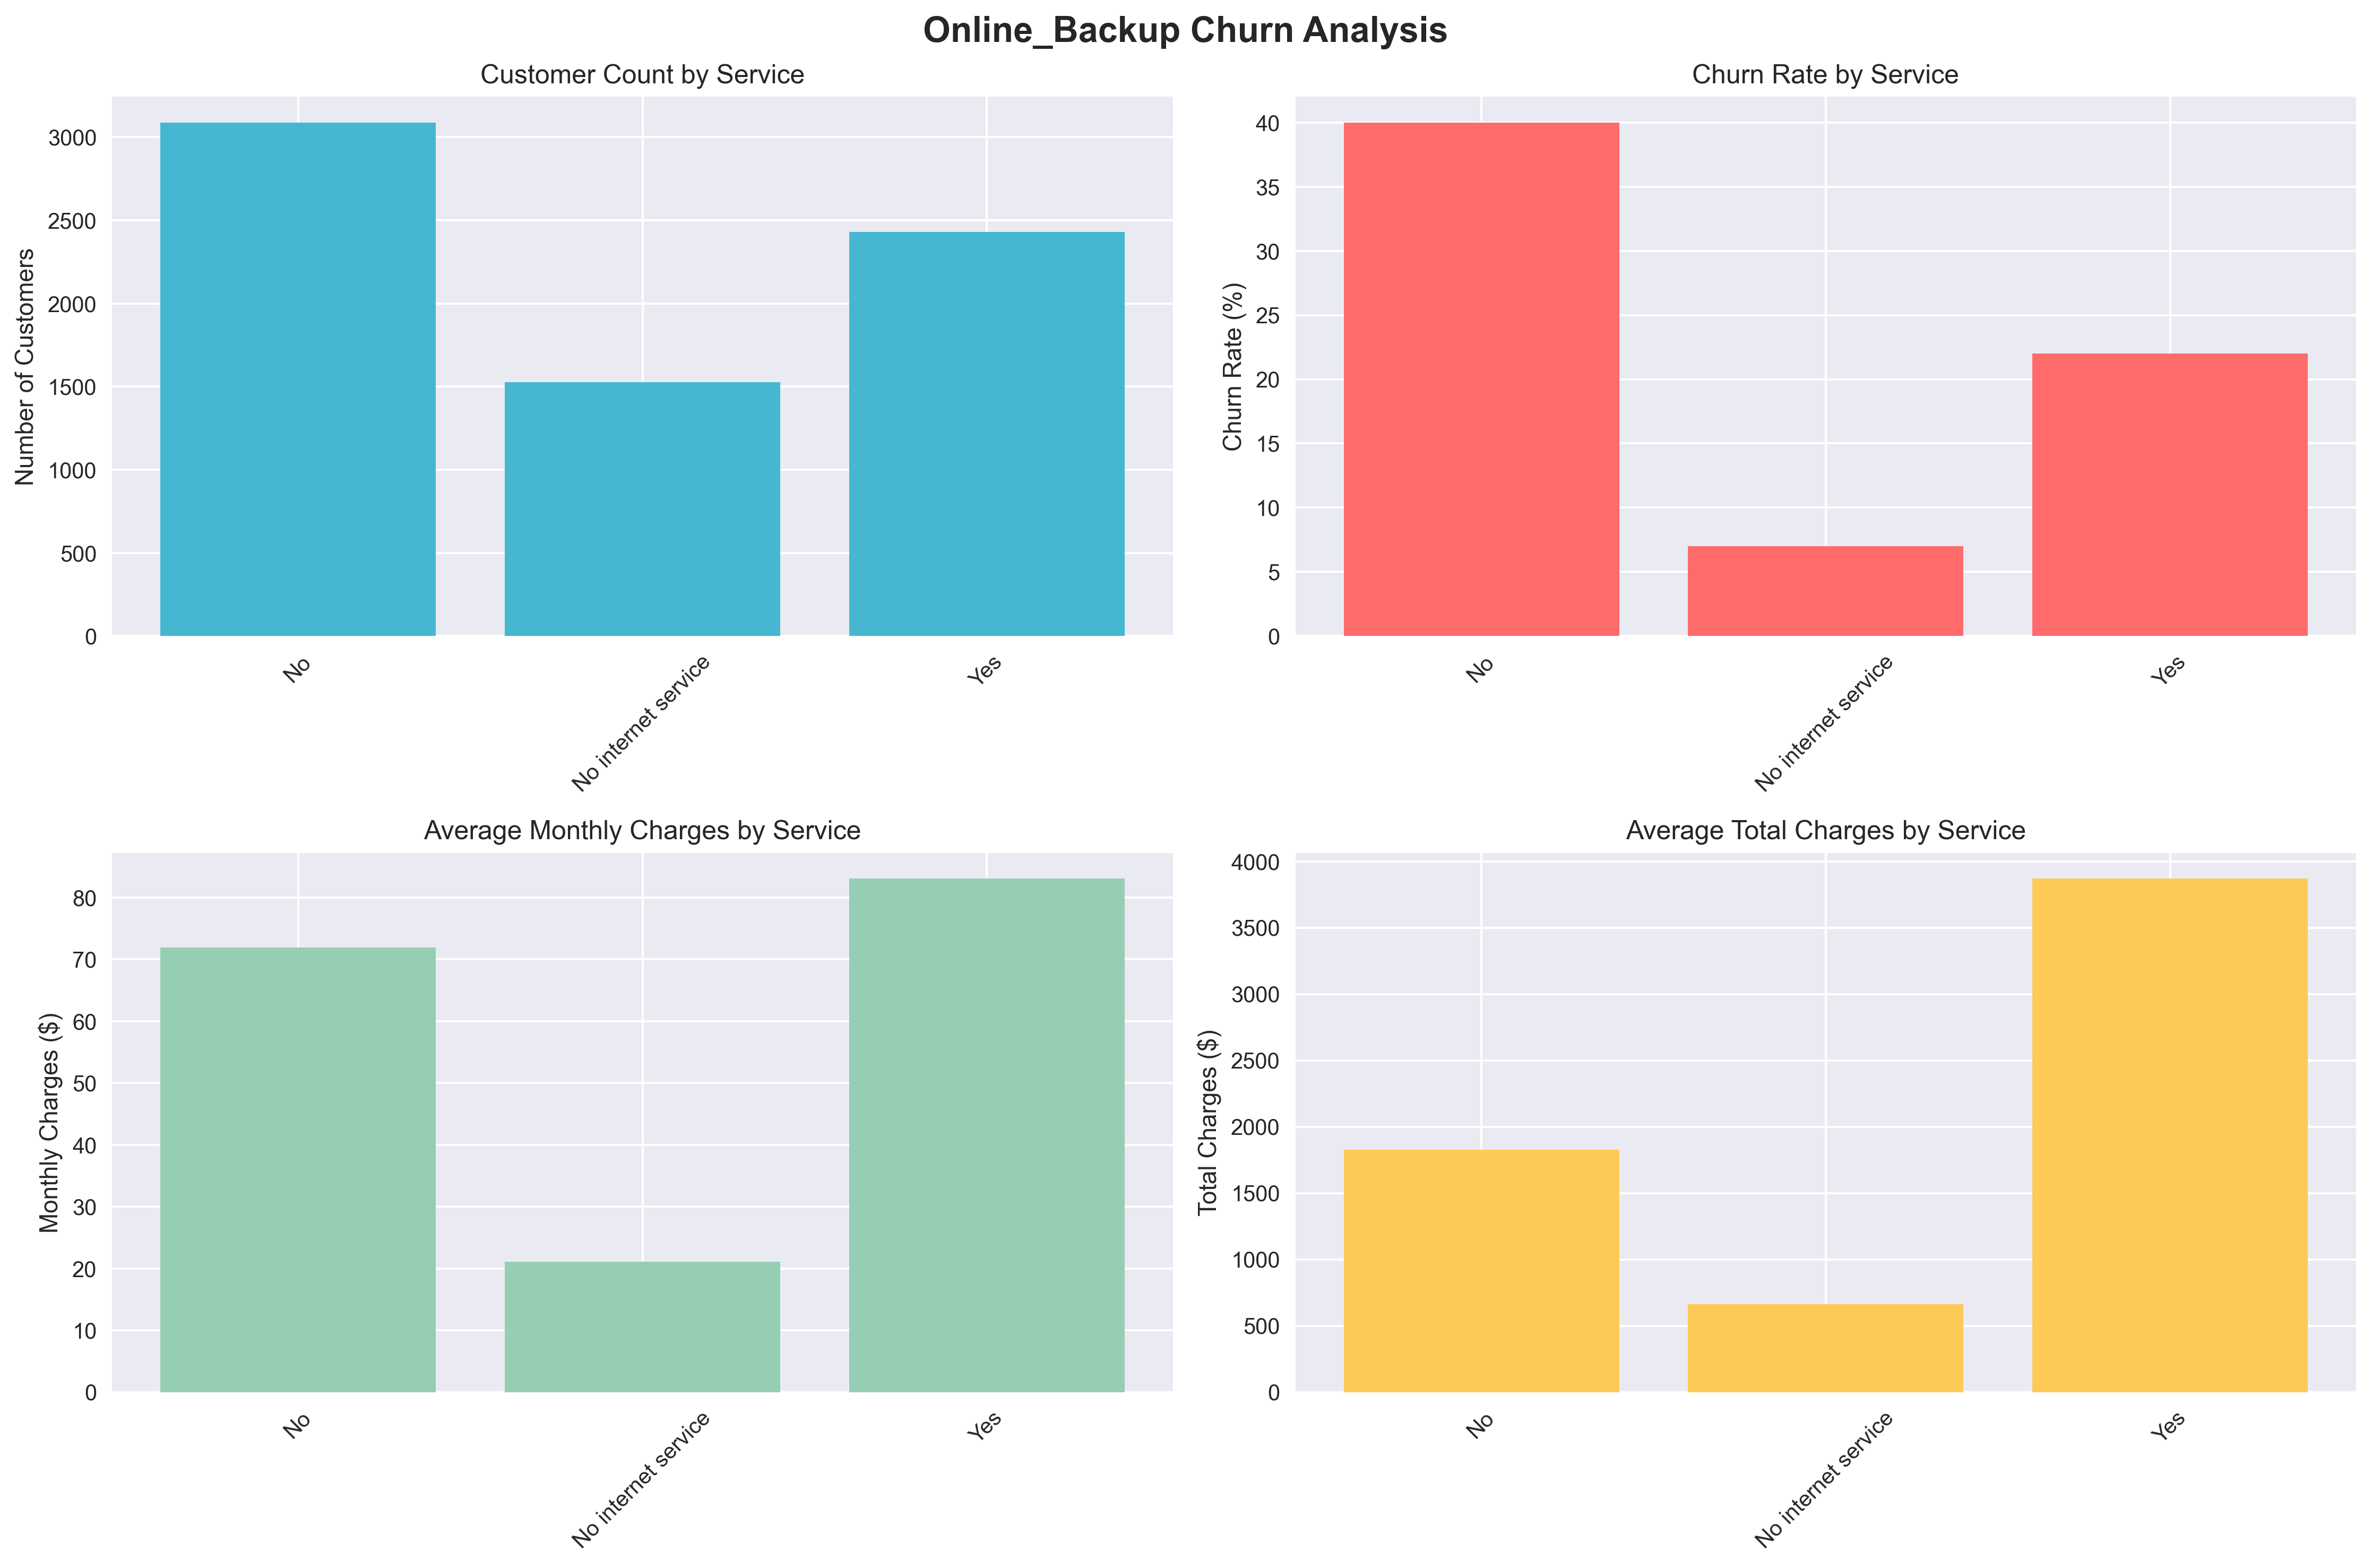 Online_Backup Churn Analysis
Customer Count by Service
Number of Customers
3000
2500
2000
1500
1000
500
0
No
No internet service
Yes
Churn Rate by Service
Churn Rate (%)
40
35
30
25
20
15
10
5
0
No
No internet service
Yes
Average Monthly Charges by Service
Monthly Charges ($)
80
70
60
50
40
30
20
10
0
No
No internet service
Yes
Average Total Charges by Service
Total Charges ($)
4000
3500
3000
2500
2000
1500
1000
500
0
No
No internet service
Yes